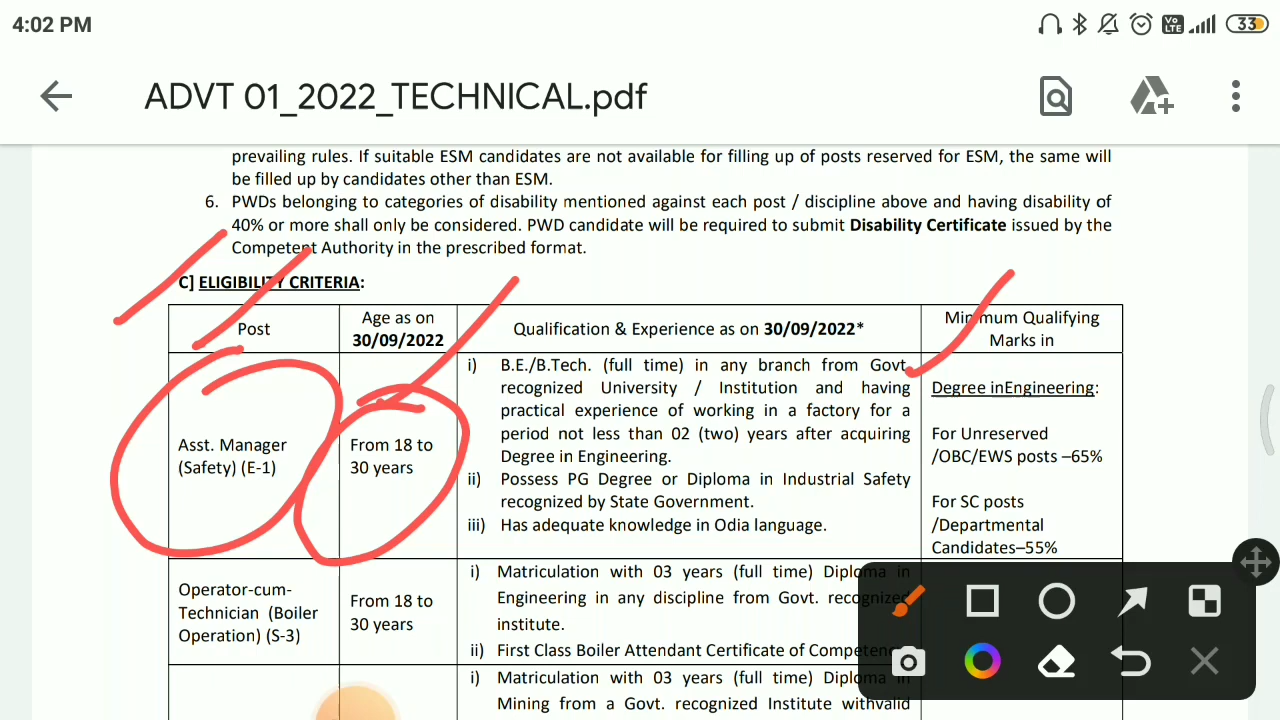 4:02 PM
Vo LTE
33
ADVT 01_2022_TECHNICAL.pdf
prevailing rules. If suitable ESM candidates are not available for filling up of posts reserved for ESM, the same will
be filled up by candidates other than ESM.
6. PWDs belonging to categories of disability mentioned against each post / discipline above and having disability of
40% or more shall only be considered. PWD candidate will be required to submit Disability Certificate issued by the
Competent Authority in the prescribed format.
C] ELIGIBILITY CRITERIA:
Post
Age as on
30/09/2022
Qualification & Experience as on 30/09/2022*
Minimum Qualifying
Marks in
Asst. Manager
(Safety) (E-1)
From 18 to
30 years
i) B.E./B.Tech. (full time) in any branch from Govt.
recognized University / Institution and having
practical experience of working in a factory for a
period not less than 02 (two) years after acquiring
Degree in Engineering.
ii) Possess PG Degree or Diploma in Industrial Safety
recognized by State Government.
iii) Has adequate knowledge in Odia language.
Degree inEngineering:
For Unreserved
/OBC/EWS posts –65%
For SC posts
/Departmental
Candidates–55%
Operator-cum-
Technician (Boiler
Operation) (S-3)
From 18 to
30 years
i) Matriculation with 03 years (full time) Diploma in
Engineering in any discipline from Govt. recognized
institute.
ii) First Class Boiler Attendant Certificate of Competen
i) Matriculation with 03 years (full time) Diploma in
Mining from a Govt. recognized Institute withvalid